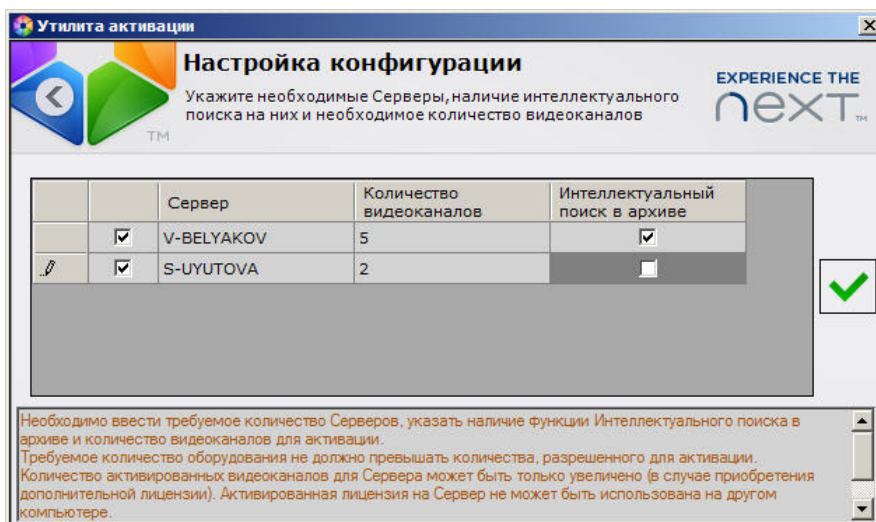 Утилита активации
Настройка конфигурации
Укажите необходимые Серверы, наличие интеллектуального
поиска на них и необходимое количество видеоканалов
EXPERIENCE THE
next™
TM
Сервер
Количество
видеоканалов
Интеллектуальный
поиск в архиве
V-BELYAKOV 5
S-UYUTOVA 2
Необходимо ввести требуемое количество Серверов, указать наличие функции Интеллектуального поиска в
архиве и количество видеоканалов для активации.
Требуемое количество оборудования не должно превышать количества, разрешенного для активации.
Количество активированных видеоканалов для Сервера может быть только увеличено (в случае приобретения
дополнительной лицензии). Активированная лицензия на Сервер не может быть использована на другом
компьютере.